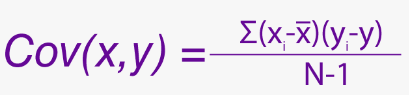 Cov(x,y) = Σ(xᵢ-x̅)(yᵢ-y) / N-1